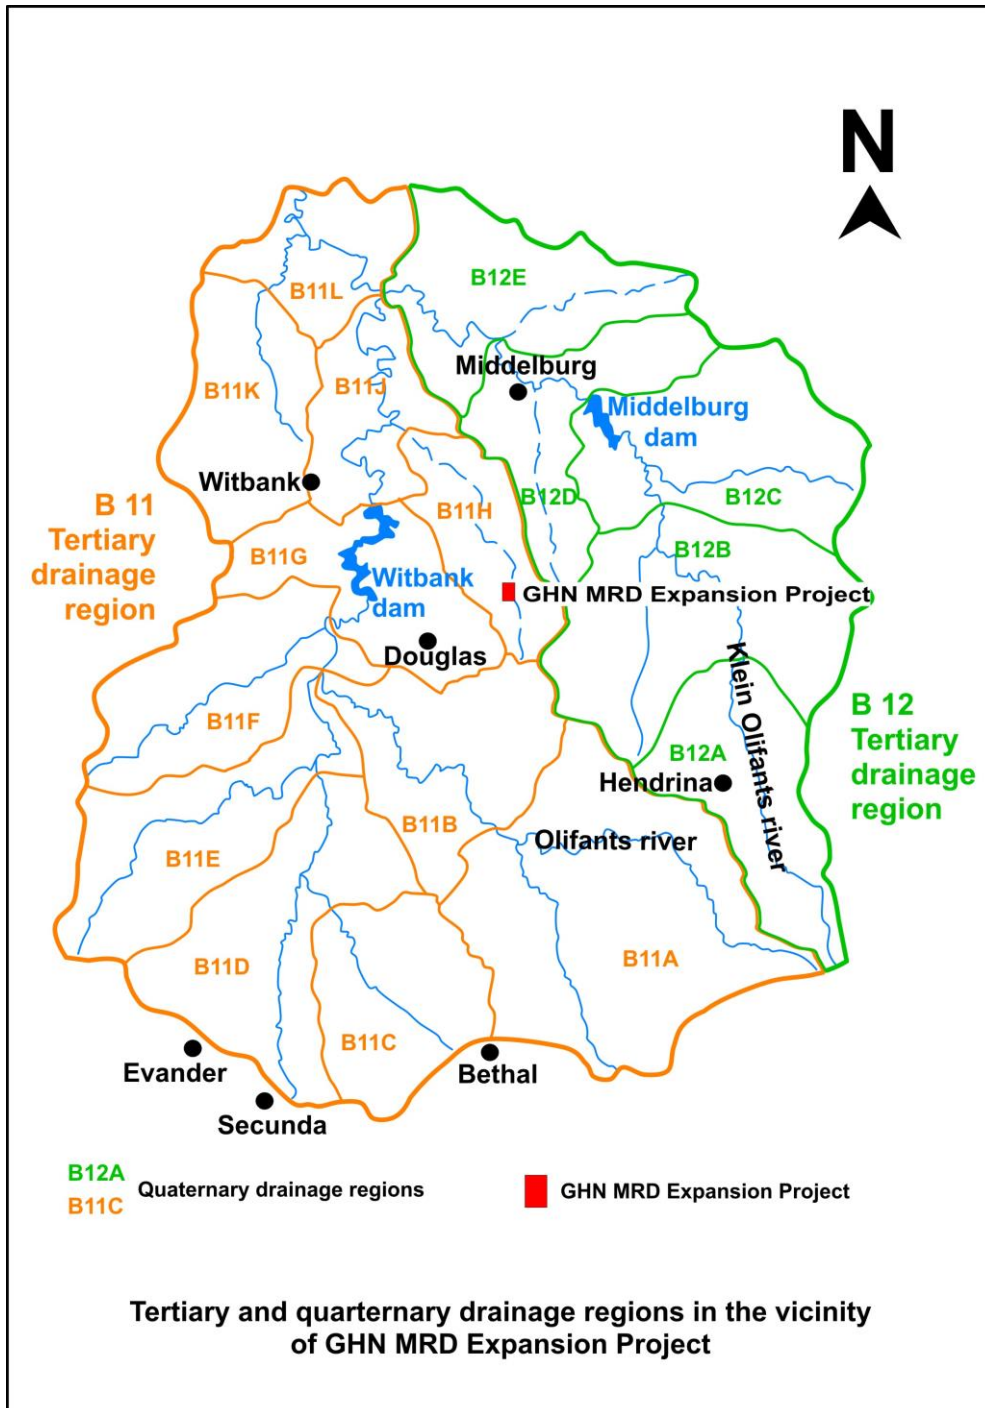 N
B11L
B12E
Middelburg
B11K
B11J
Middelburg
dam
Witbank
B 11
Tertiary
drainage
region
B11H
B12D
B12C
B11G
B12B
Witbank
dam
GHN MRD Expansion Project
Douglas
Klein Olifants river
B11F
B12A
B 12
Tertiary
drainage
region
Hendrina
B11B
Olifants river
B11E
B11D
B11A
B11C
Evander
Bethal
Secunda
B12A
B11C
Quaternary drainage regions
GHN MRD Expansion Project
Tertiary and quarternary drainage regions in the vicinity
of GHN MRD Expansion Project